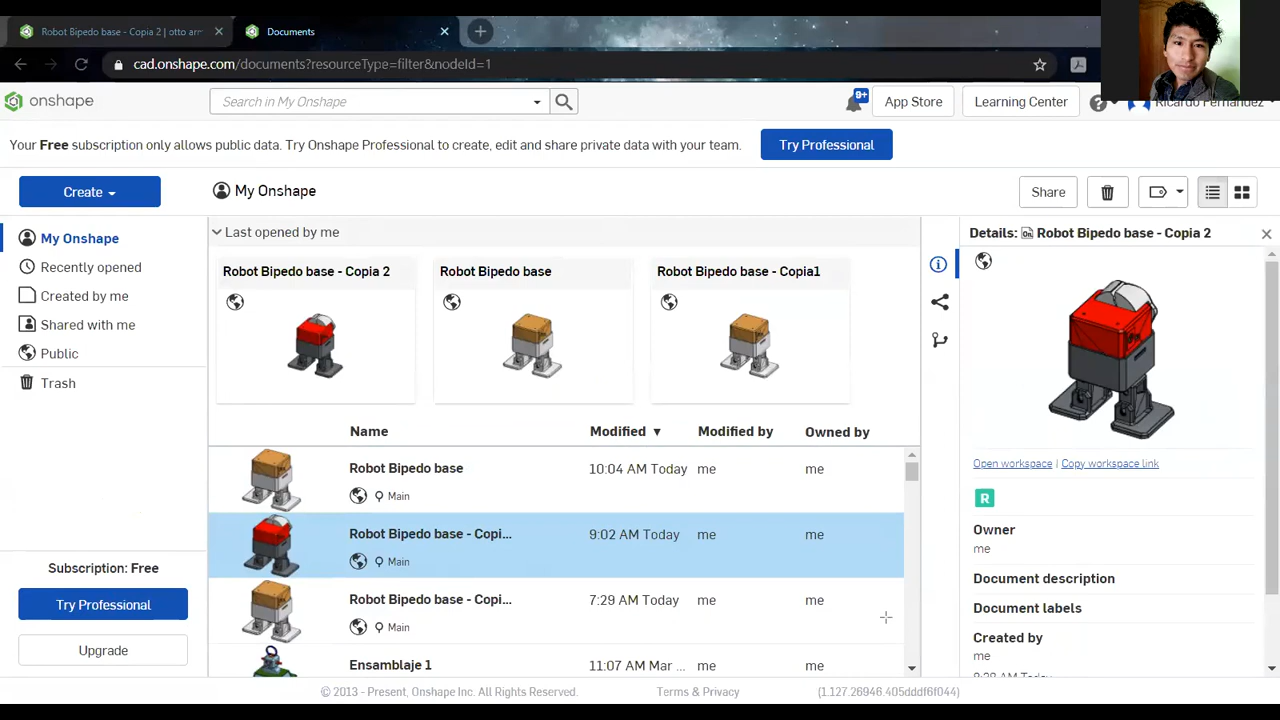 Robot Bipedo base - Copia 2 | otto arr
Documents
cad.onshape.com/documents?resourceType=filter&nodeId=1
onshape
Search in My Onshape
9+
App Store
Learning Center
Ricardo Fernandez
Your Free subscription only allows public data. Try Onshape Professional to create, edit and share private data with your team.
Try Professional
Create
My Onshape
Share
My Onshape
Recently opened
Created by me
Shared with me
Public
Trash
Subscription: Free
Try Professional
Upgrade
Last opened by me
Robot Bipedo base - Copia 2
Robot Bipedo base
Robot Bipedo base - Copia1
Name
Modified ▼
Modified by
Owned by
Robot Bipedo base
10:04 AM Today
me
me
Main
Robot Bipedo base - Copi...
9:02 AM Today
me
me
Main
Robot Bipedo base - Copi...
7:29 AM Today
me
me
Main
Ensamblaje 1
11:07 AM Mar ...
me
me
Details: Robot Bipedo base - Copia 2
Open workspace | Copy workspace link
R
Owner
me
Document description
Document labels
Created by
me
© 2013 - Present, Onshape Inc. All Rights Reserved.
Terms & Privacy
(1.127.26946.405dddf6f044)